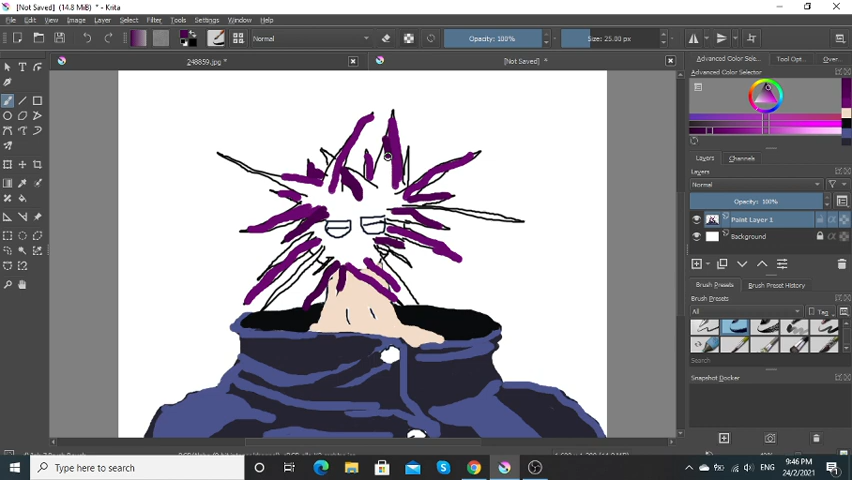 [Not Saved] (14.8 MiB) * - Krita
File Edit View Image Layer Select Filter Tools Settings Window Help
Normal Opacity: 100% Size: 25.00 px
248859.jpg * [Not Saved] *
Advanced Color Sele... Tool Opt... Over...
Advanced Color Selector
Layers Channels
Layers
Normal
Opacity: 100%
Paint Layer 1
Background
Brush Presets Brush Preset History
Brush Presets
All Tag
Search
Snapshot Docker
Type here to search
ENG
9:46 PM
24/2/2021